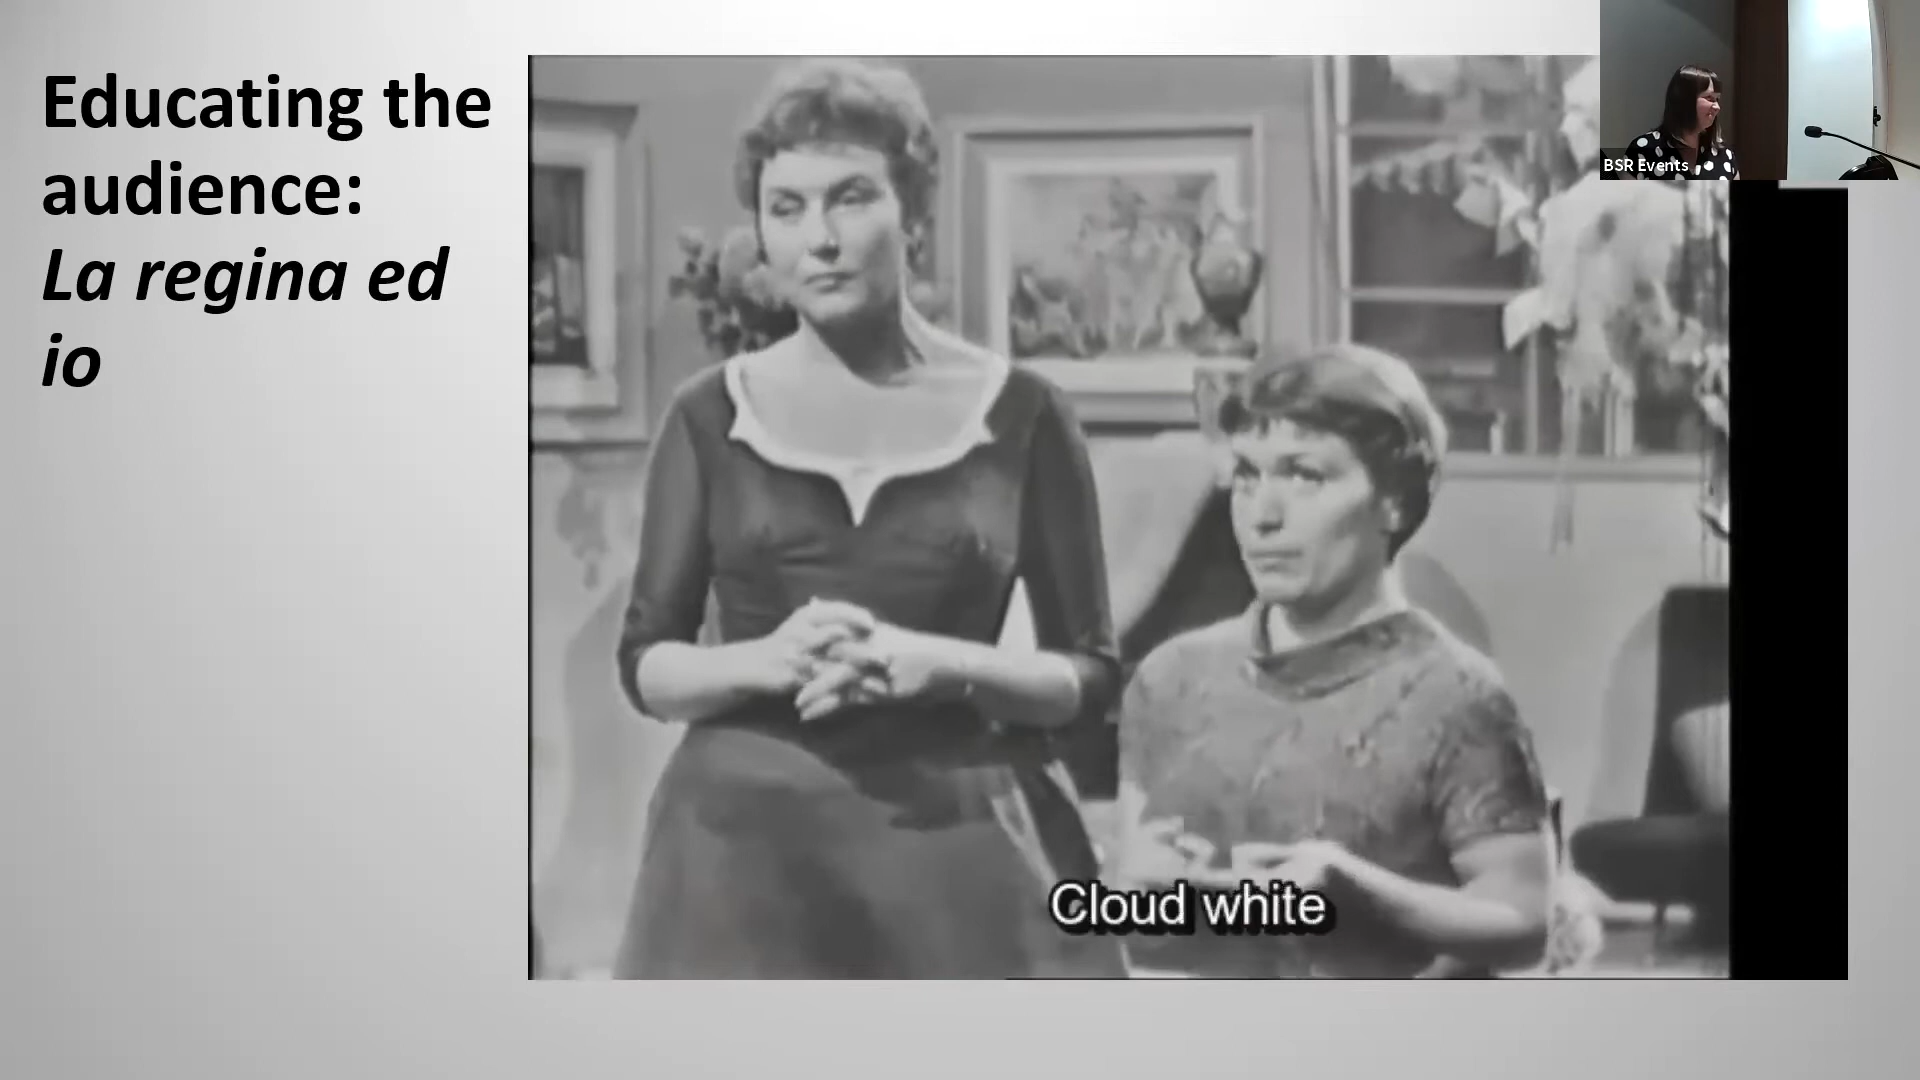 Educating the
audience:
La regina ed
io
BSR Events
Cloud white